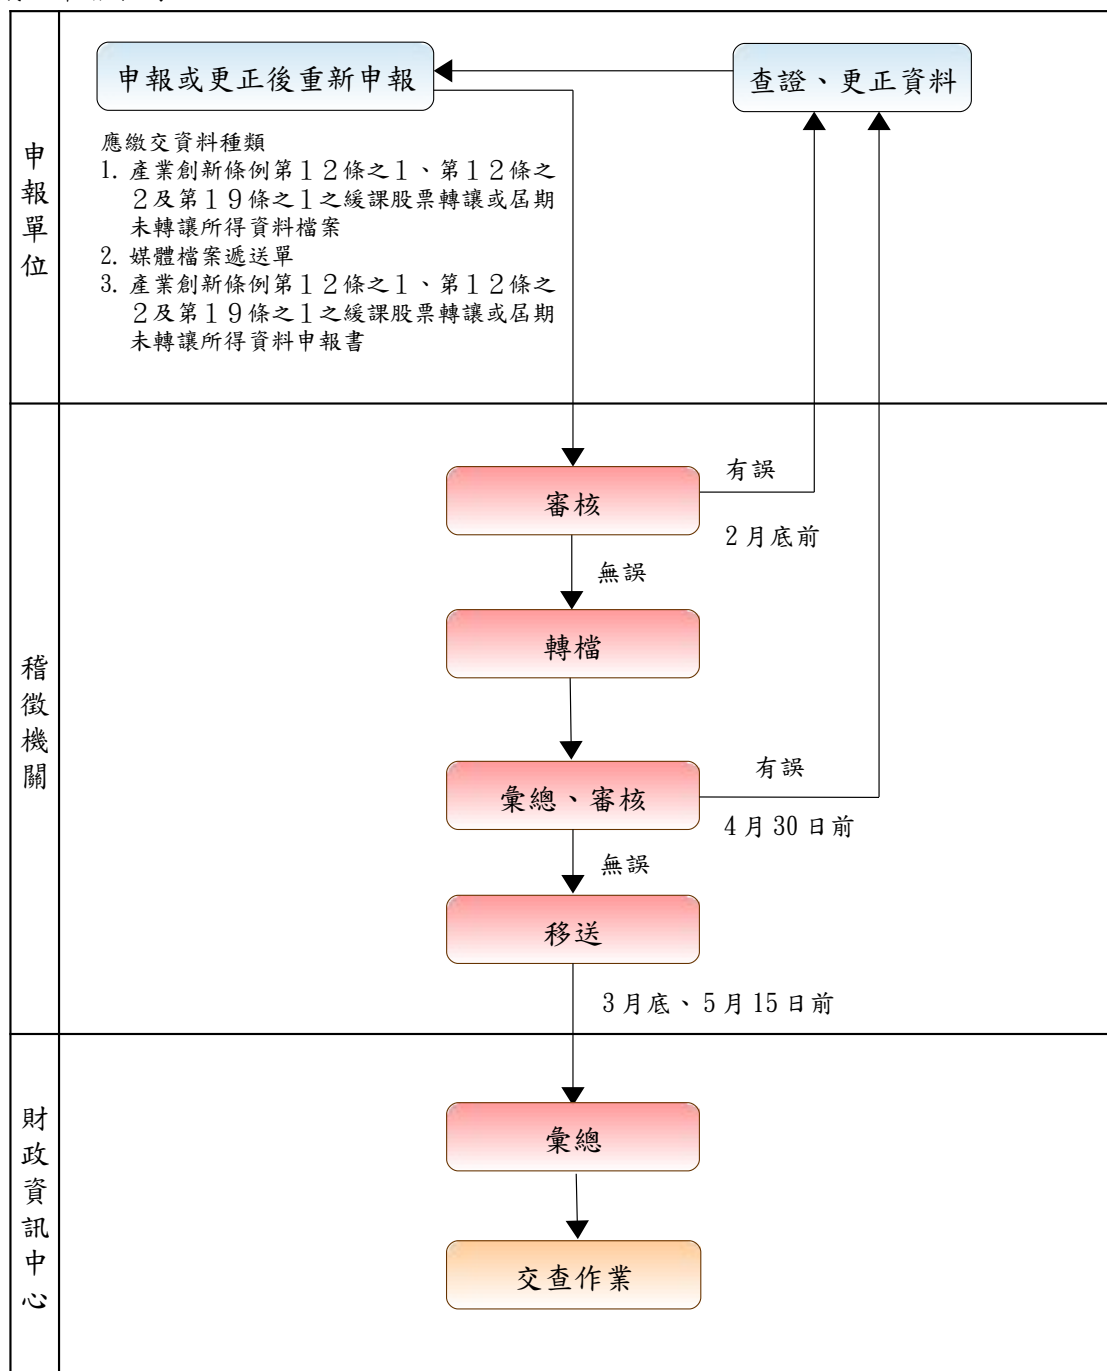 申報單位
申報或更正後重新申報
查證、更正資料
應繳交資料種類
1. 產業創新條例第１２條之１、第１２條之
２及第１９條之１之緩課股票轉讓或屆期
未轉讓所得資料檔案
2. 媒體檔案遞送單
3. 產業創新條例第１２條之１、第１２條之
２及第１９條之１之緩課股票轉讓或屆期
未轉讓所得資料申報書
稽徵機關
審核
有誤
2月底前
無誤
轉檔
彙總、審核
有誤
4月30日前
無誤
移送
3月底、5月15日前
財政資訊中心
彙總
交查作業